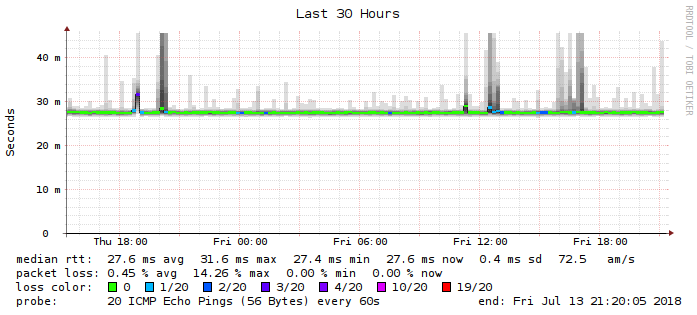 Last 30 Hours
RRDTOOL / TOBI OETIKER
Seconds
40 m
30 m
20 m
10 m
0
Thu 18:00 Fri 00:00 Fri 06:00 Fri 12:00 Fri 18:00
median rtt: 27.6 ms avg 31.6 ms max 27.4 ms min 27.6 ms now 0.4 ms sd 72.5 am/s
packet loss: 0.45 % avg 14.26 % max 0.00 % min 0.00 % now
loss color: 0 1/20 2/20 3/20 4/20 10/20 19/20
probe: 20 ICMP Echo Pings (56 Bytes) every 60s end: Fri Jul 13 21:20:05 2018